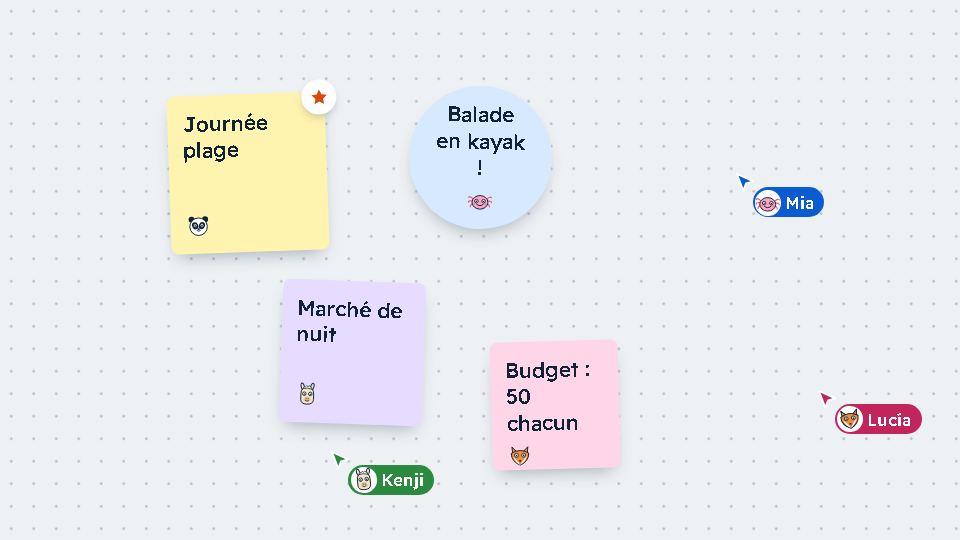 Journée
plage
Balade
en kayak
!
Mia
Marché de
nuit
Budget :
50
chacun
Lucia
Kenji